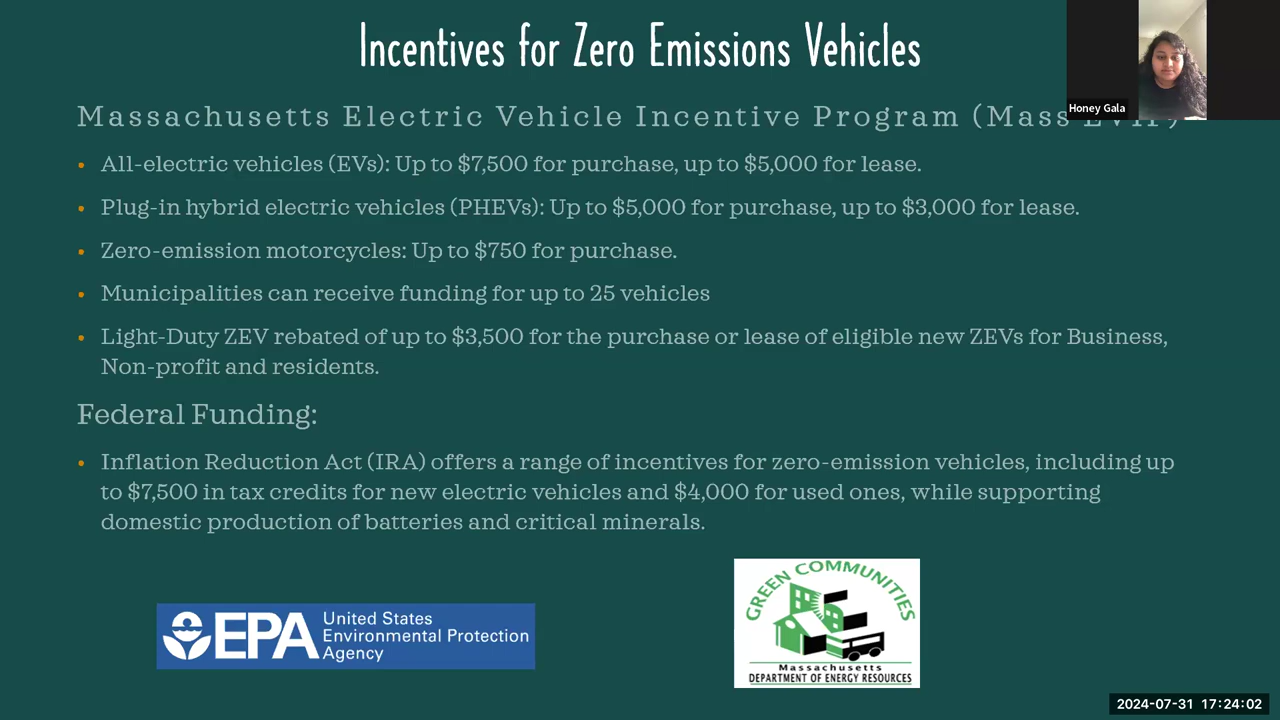 Incentives for Zero Emissions Vehicles
Honey Gala
Massachusetts Electric Vehicle Incentive Program (Mass EVIP)
• All-electric vehicles (EVs): Up to $7,500 for purchase, up to $5,000 for lease.
• Plug-in hybrid electric vehicles (PHEVs): Up to $5,000 for purchase, up to $3,000 for lease.
• Zero-emission motorcycles: Up to $750 for purchase.
• Municipalities can receive funding for up to 25 vehicles
• Light-Duty ZEV rebated of up to $3,500 for the purchase or lease of eligible new ZEVs for Business,
Non-profit and residents.
Federal Funding:
• Inflation Reduction Act (IRA) offers a range of incentives for zero-emission vehicles, including up
to $7,500 in tax credits for new electric vehicles and $4,000 for used ones, while supporting
domestic production of batteries and critical minerals.
EPA
United States
Environmental Protection
Agency
GREEN COMMUNITIES
Massachusetts
DEPARTMENT OF ENERGY RESOURCES
2024-07-31 17:24:02